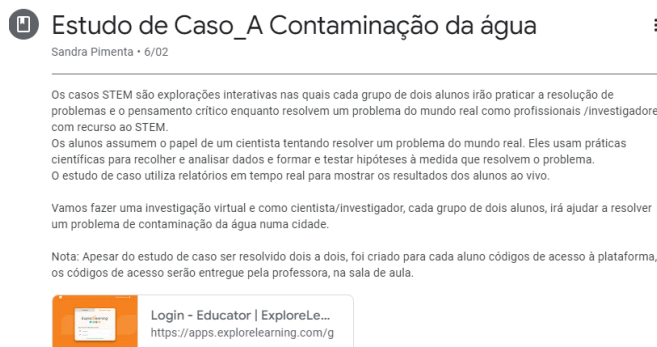 Estudo de Caso_A Contaminação da água
Sandra Pimenta • 6/02
Os casos STEM são explorações interativas nas quais cada grupo de dois alunos irão praticar a resolução de
problemas e o pensamento crítico enquanto resolvem um problema do mundo real como profissionais /investigadore
com recurso ao STEM.
Os alunos assumem o papel de um cientista tentando resolver um problema do mundo real. Eles usam práticas
científicas para recolher e analisar dados e formar e testar hipóteses à medida que resolvem o problema.
O estudo de caso utiliza relatórios em tempo real para mostrar os resultados dos alunos ao vivo.
Vamos fazer uma investigação virtual e como cientista/investigador, cada grupo de dois alunos, irá ajudar a resolver
um problema de contaminação da água numa cidade.
Nota: Apesar do estudo de caso ser resolvido dois a dois, foi criado para cada aluno códigos de acesso à plataforma,
os códigos de acesso serão entregue pela professora, na sala de aula.
Login - Educator | ExploreLe...
https://apps.explorelearning.com/g